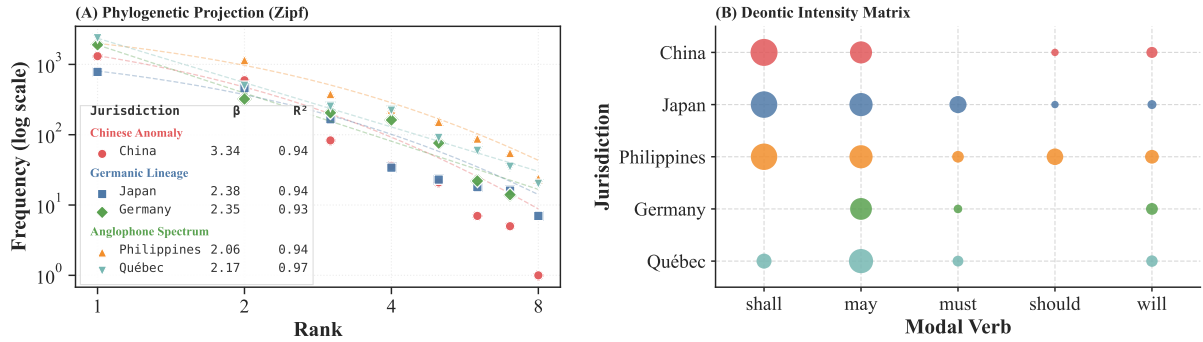 (A) Phylogenetic Projection (Zipf)
Frequency (log scale)
10³
10²
10¹
10⁰
Jurisdiction β R²
Chinese Anomaly
China 3.34 0.94
Germanic Lineage
Japan 2.38 0.94
Germany 2.35 0.93
Anglophone Spectrum
Philippines 2.06 0.94
Québec 2.17 0.97
1 2 4 8
Rank
(B) Deontic Intensity Matrix
Jurisdiction
China
Japan
Philippines
Germany
Québec
shall may must should will
Modal Verb